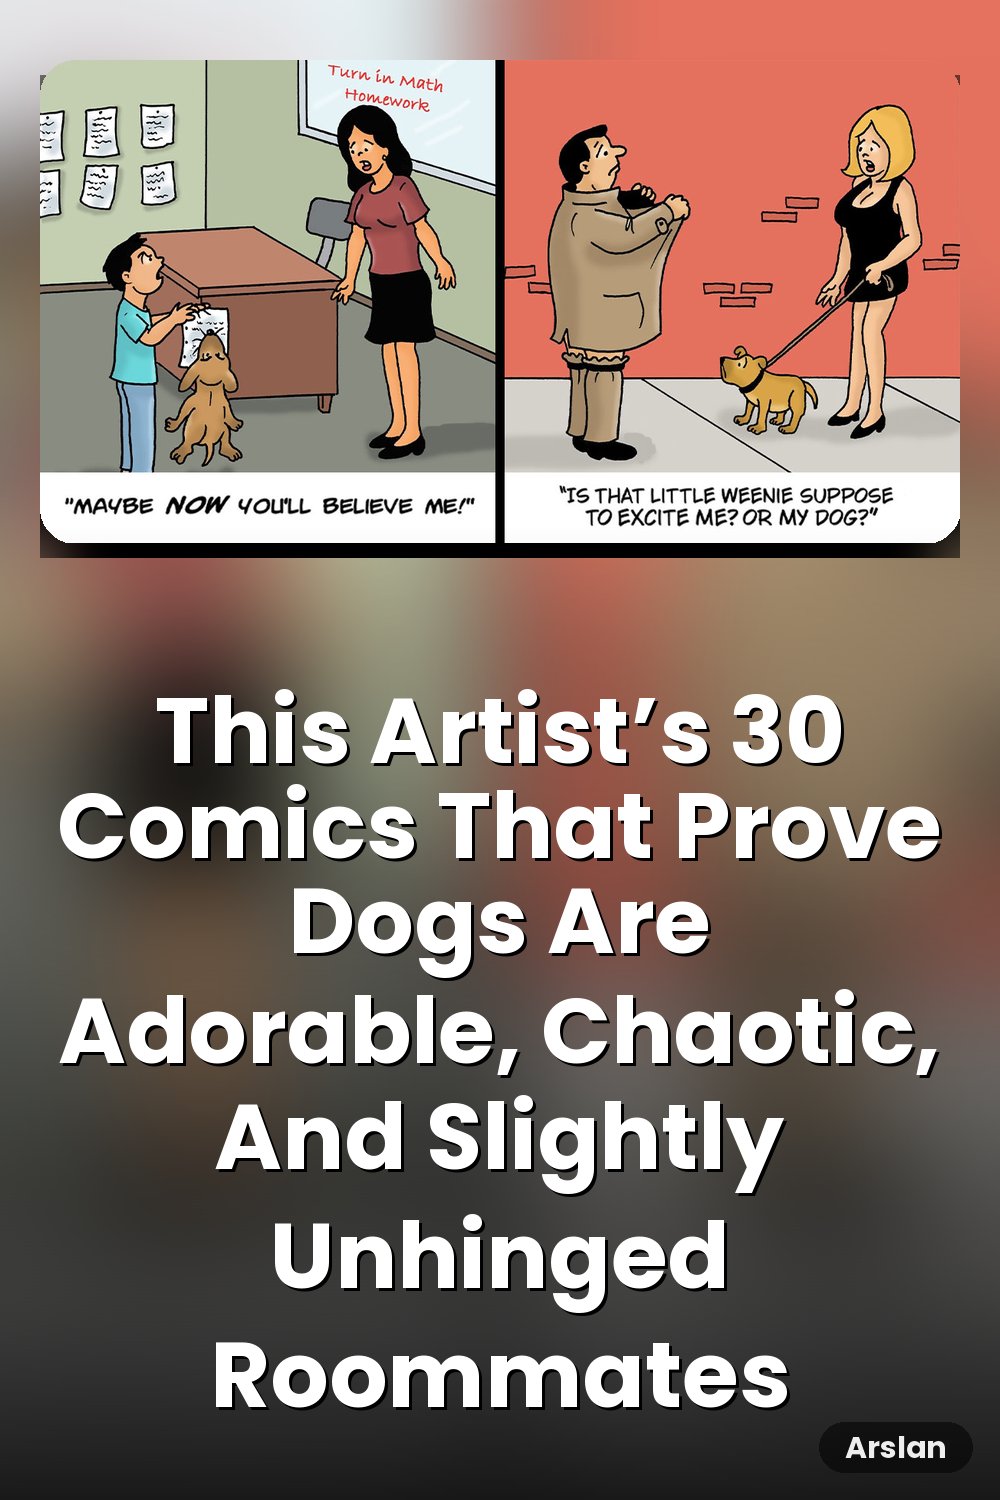 Turn in Math
Homework
"MAYBE NOW YOU'LL BELIEVE ME!"
"IS THAT LITTLE WEENIE SUPPOSE
TO EXCITE ME? OR MY DOG?"
This Artist’s 30
Comics That Prove
Dogs Are
Adorable, Chaotic,
And Slightly
Unhinged
Roommates
Arslan